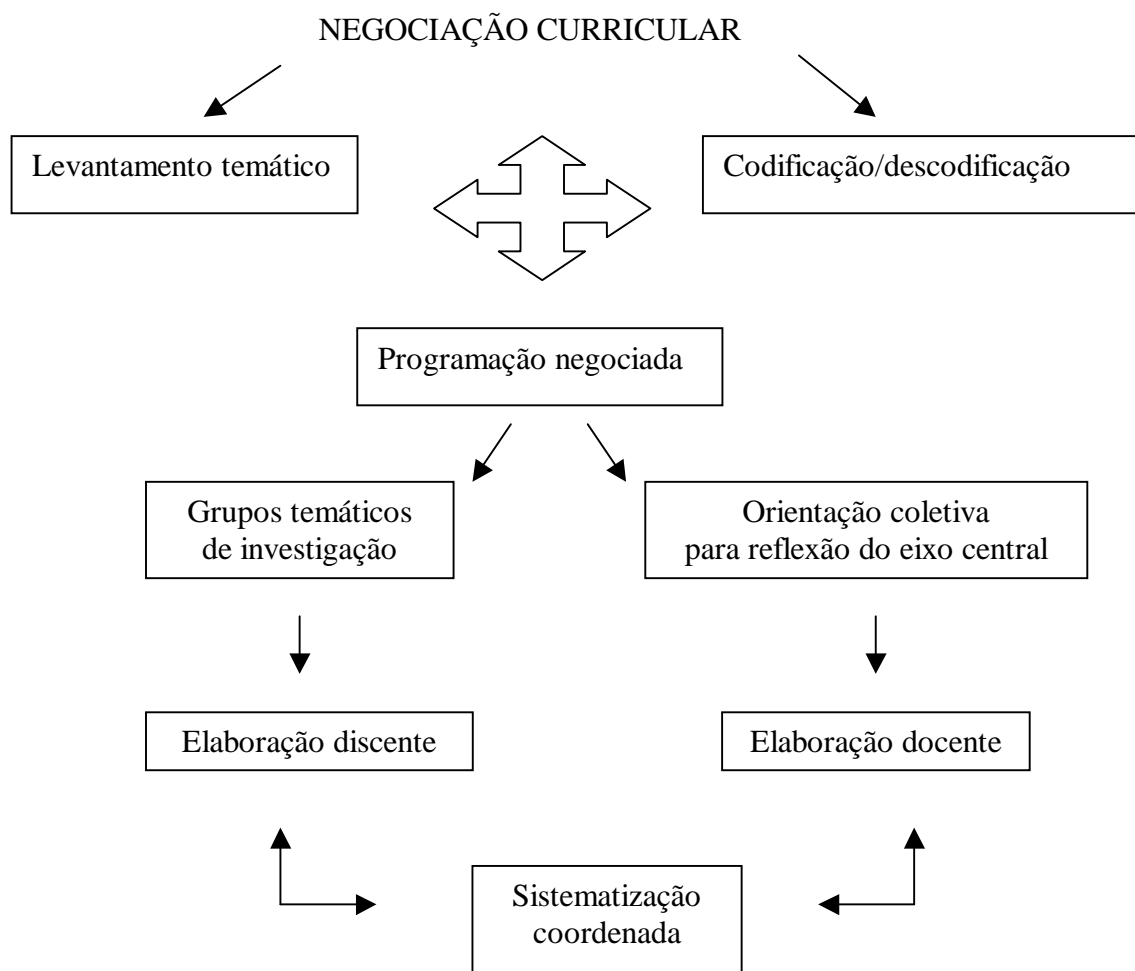 NEGOCIAÇÃO CURRICULAR
Levantamento temático
Codificação/descodificação
Programação negociada
Grupos temáticos
de investigação
Orientação coletiva
para reflexão do eixo central
Elaboração discente
Elaboração docente
Sistematização
coordenada